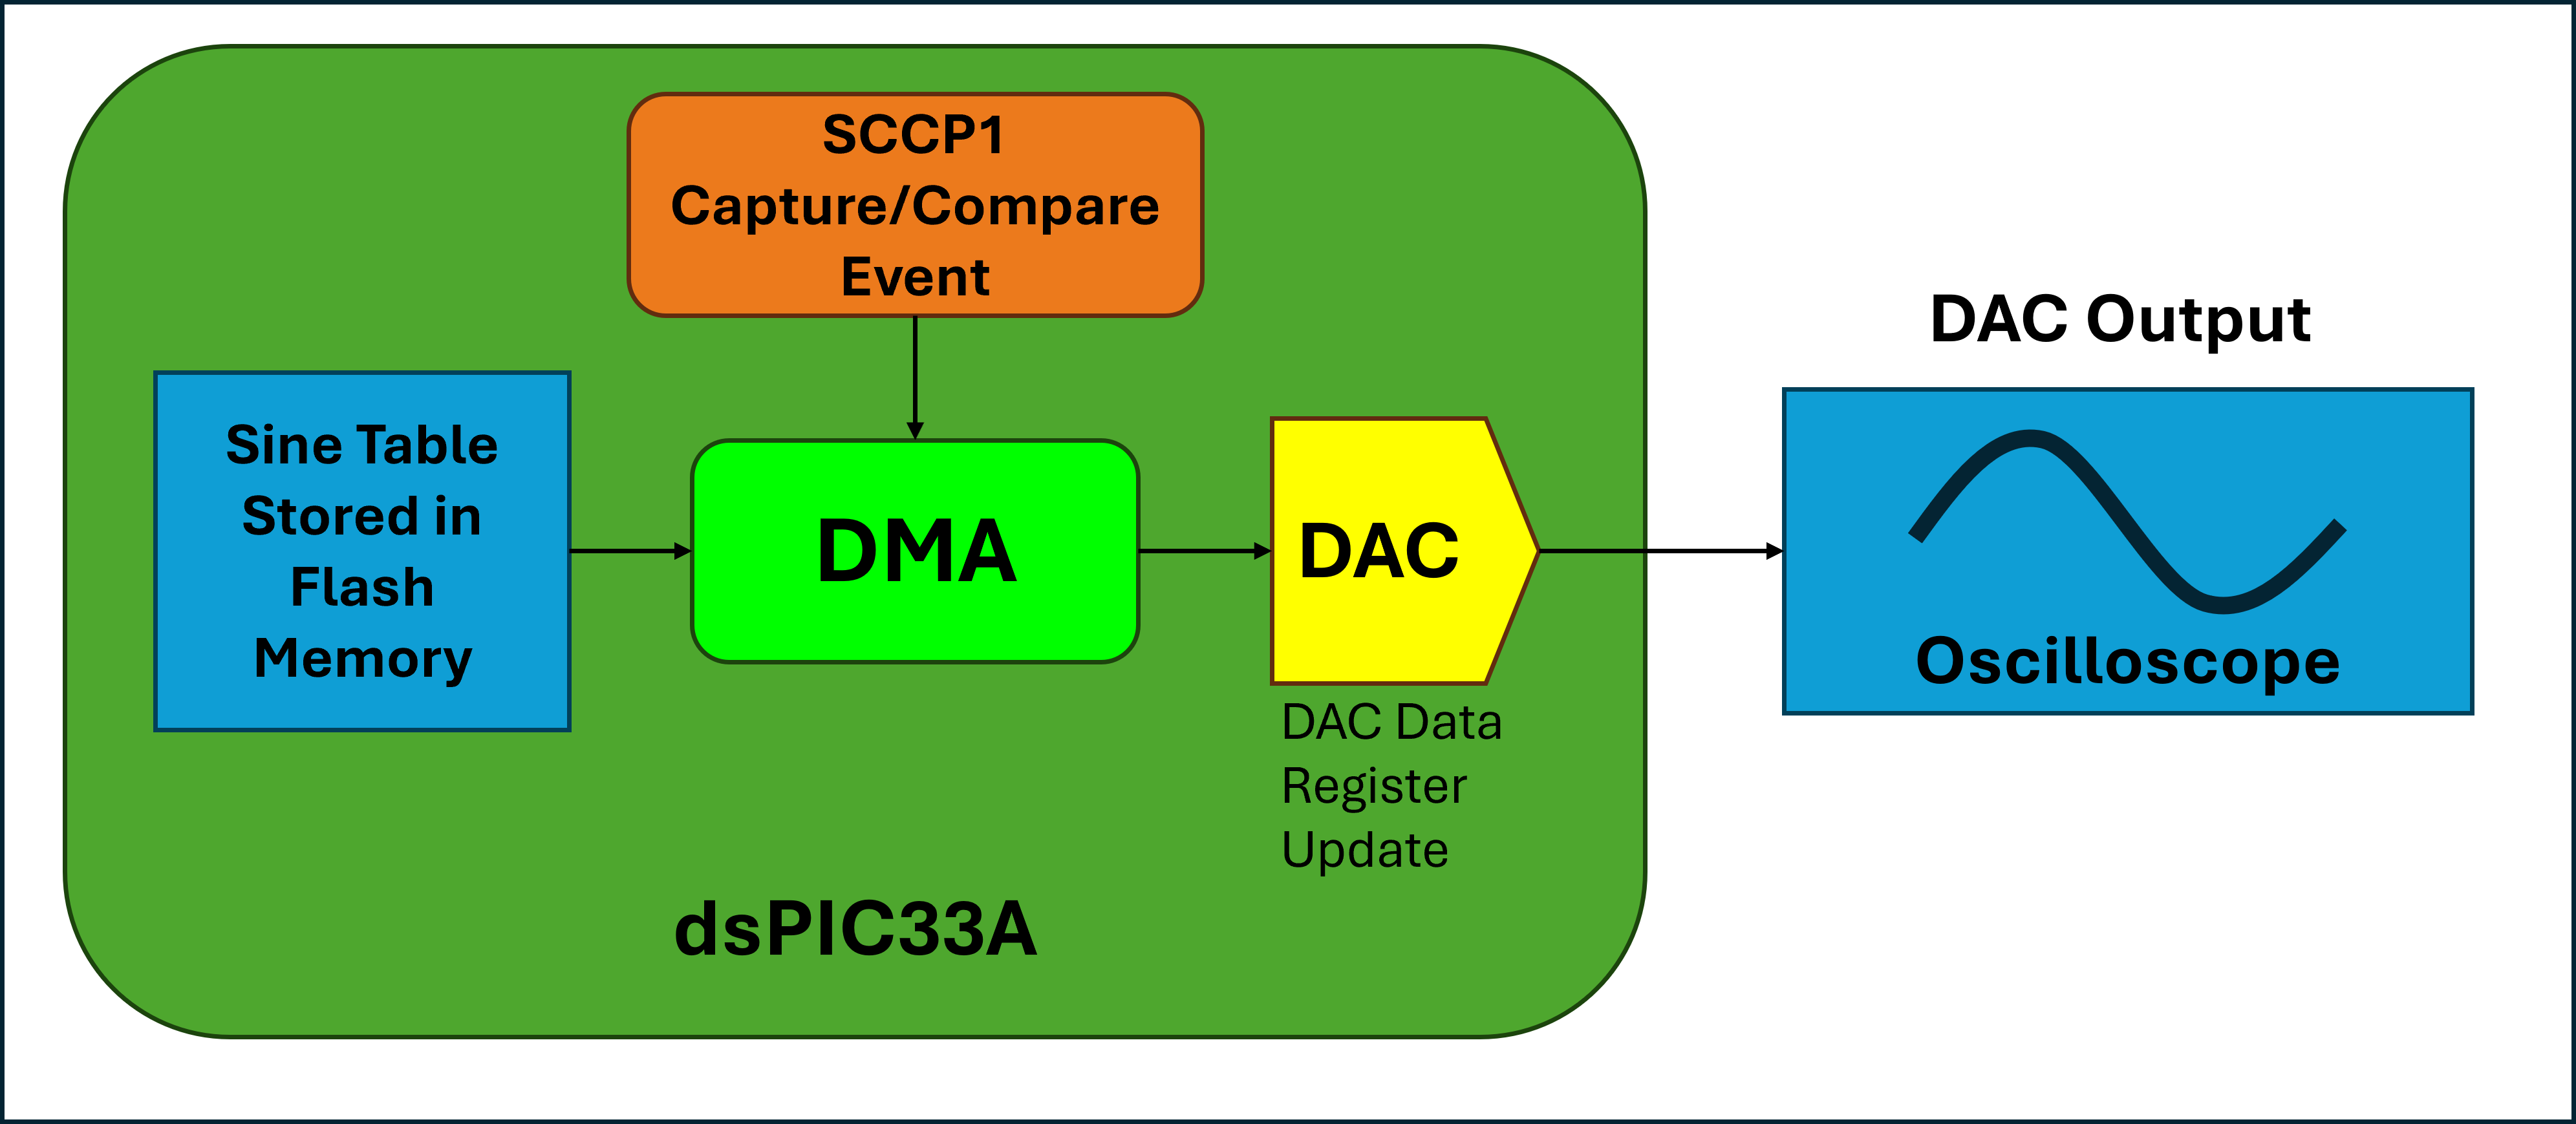 SCCP1
Capture/Compare
Event
Sine Table
Stored in
Flash
Memory
DMA
DAC
DAC Data
Register
Update
dsPIC33A
DAC Output
Oscilloscope